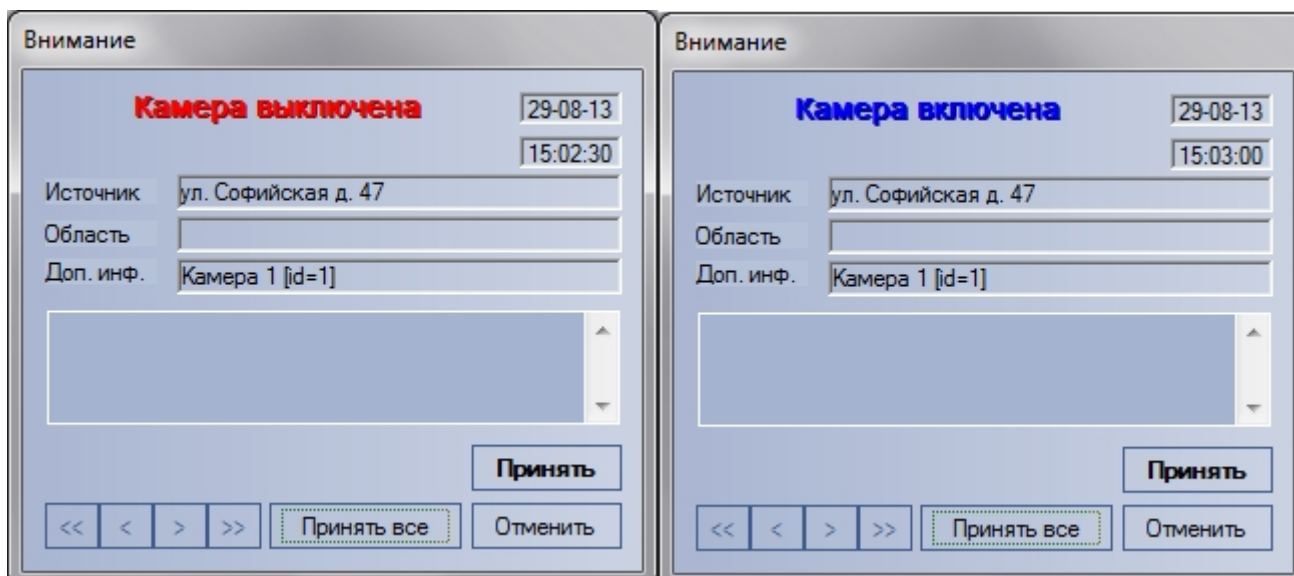 Внимание
Камера выключена
29-08-13
15:02:30
Источник ул. Софийская д. 47
Область
Доп. инф. Камера 1 [id=1]
Принять
<< < > >> Принять все Отменить
Внимание
Камера включена
29-08-13
15:03:00
Источник ул. Софийская д. 47
Область
Доп. инф. Камера 1 [id=1]
Принять
<< < > >> Принять все Отменить